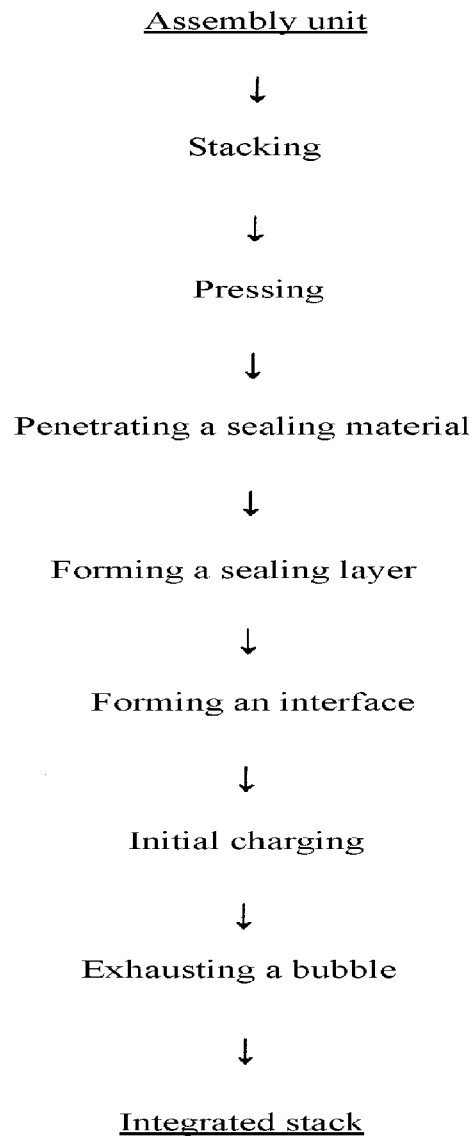 Assembly unit
↓
Stacking
↓
Pressing
↓
Penetrating a sealing material
↓
Forming a sealing layer
↓
Forming an interface
↓
Initial charging
↓
Exhausting a bubble
↓
Integrated stack